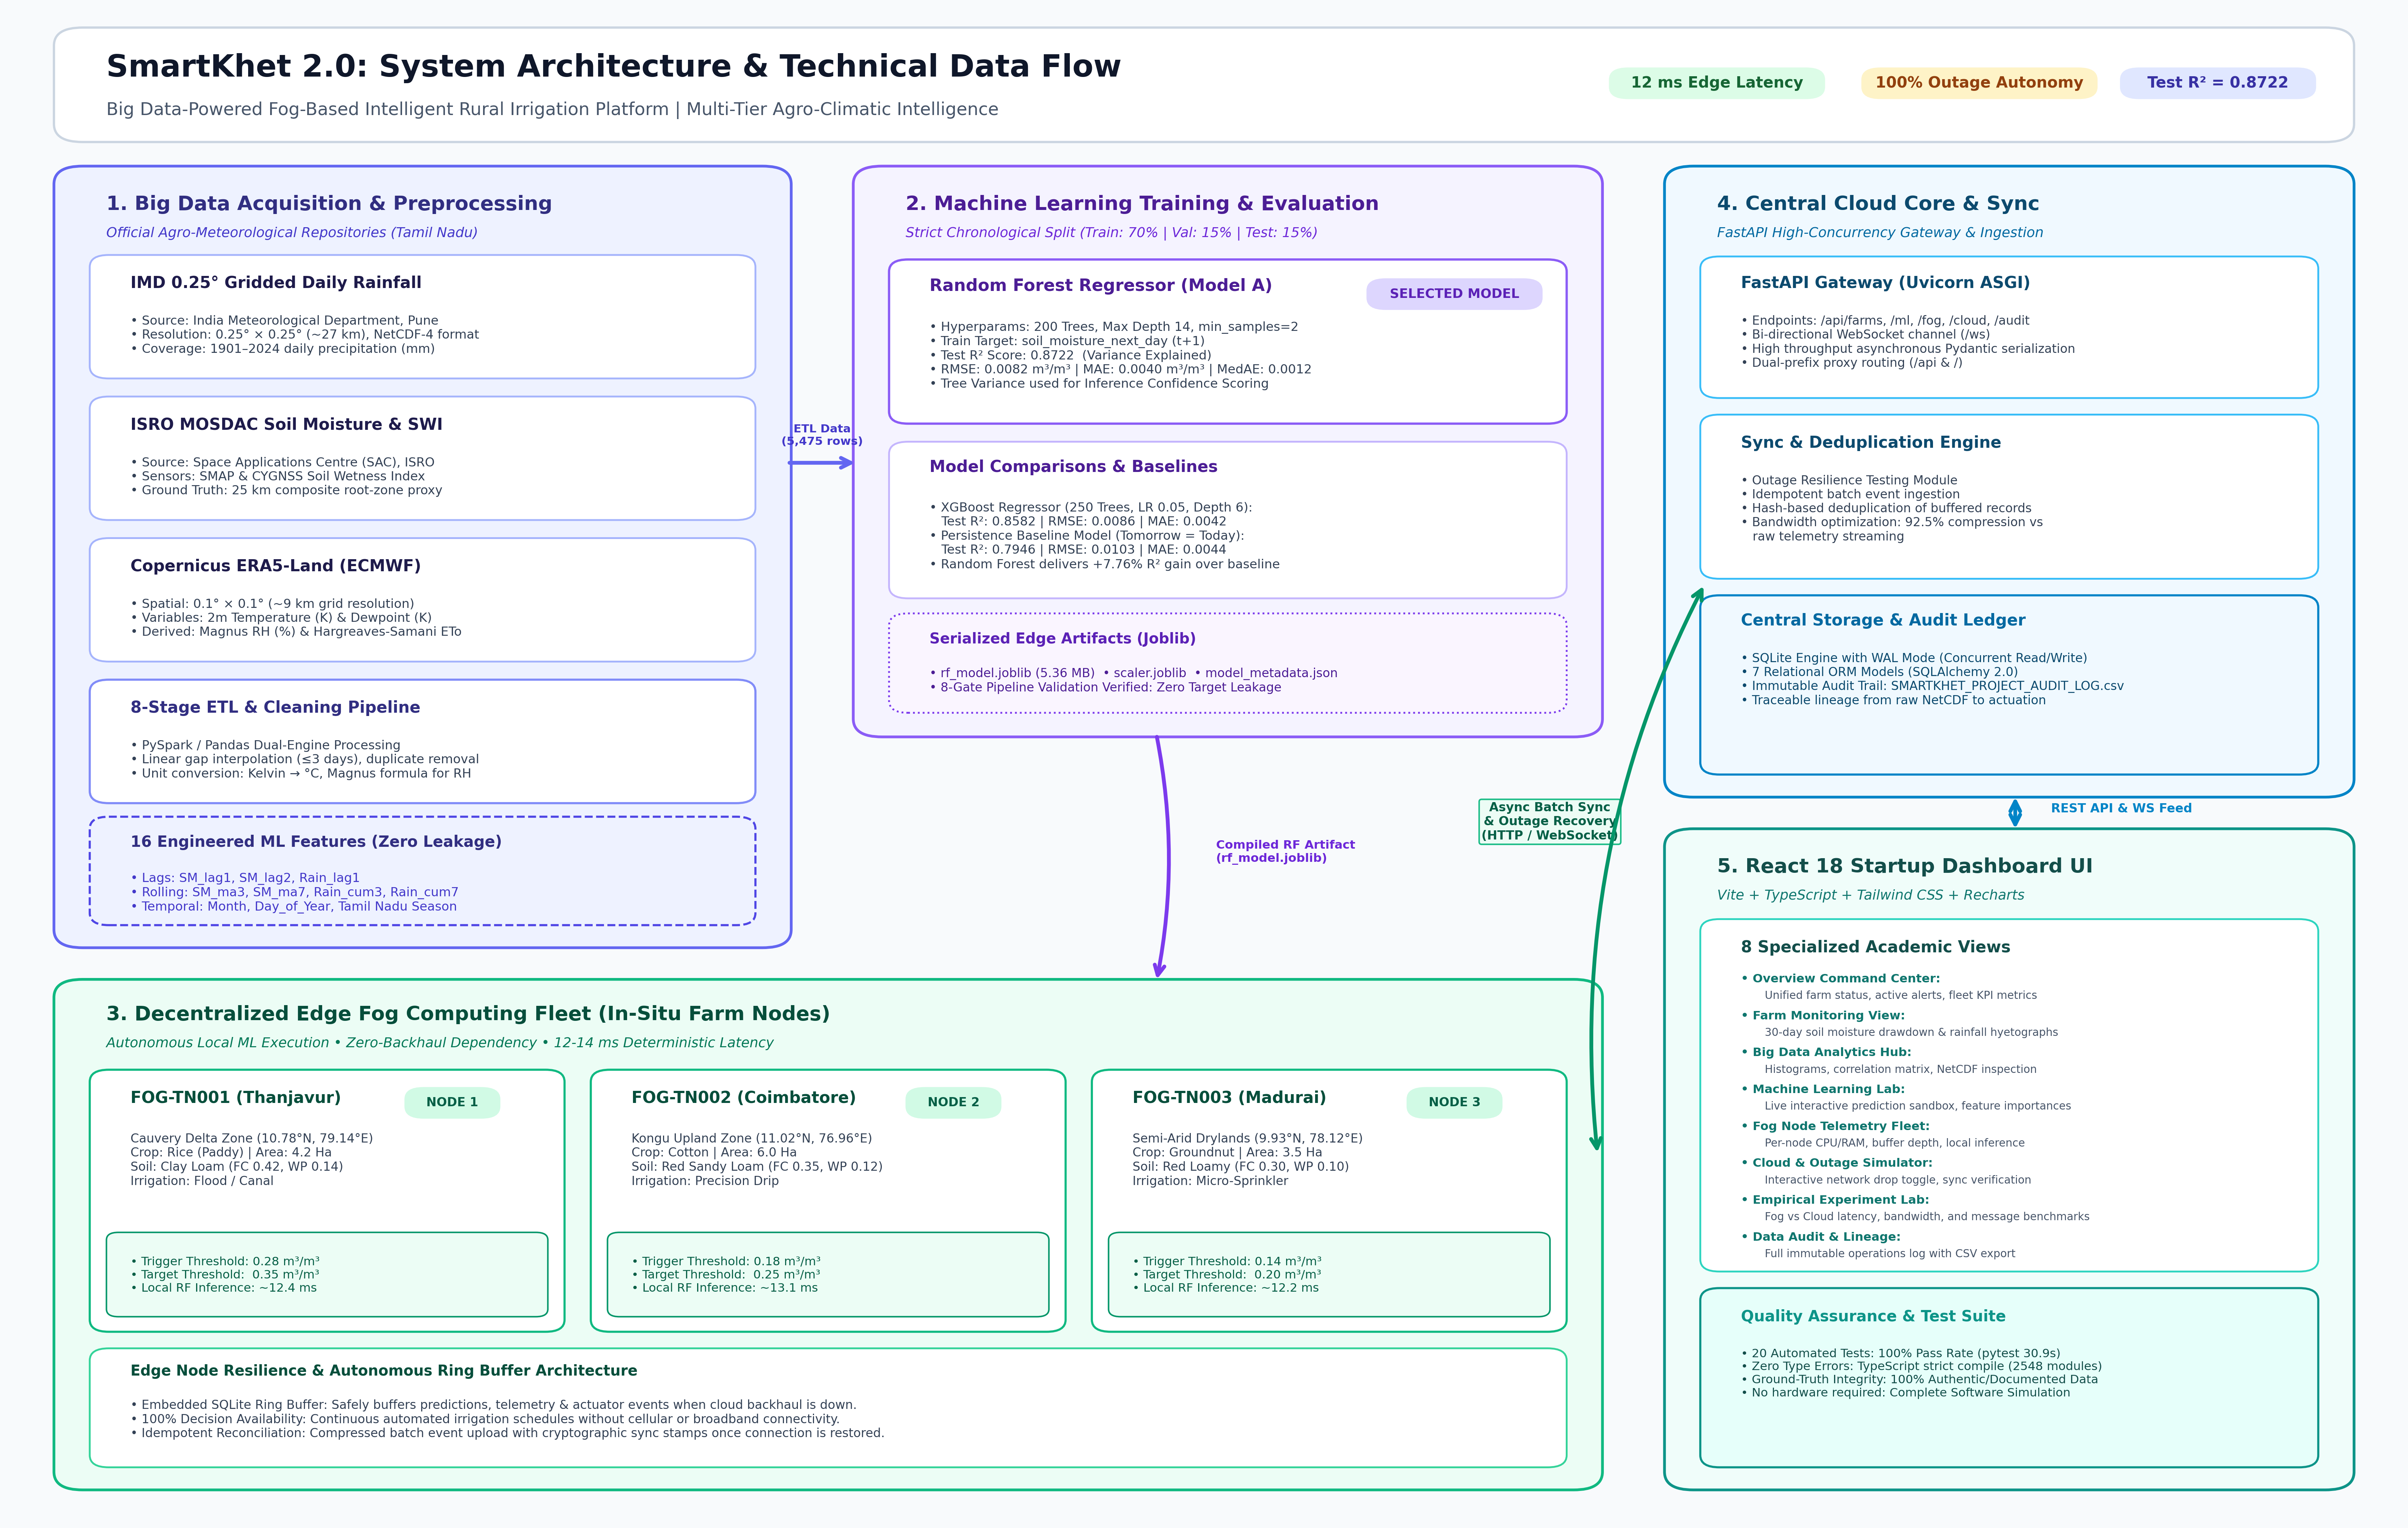 SmartKhet 2.0: System Architecture & Technical Data Flow
Big Data-Powered Fog-Based Intelligent Rural Irrigation Platform | Multi-Tier Agro-Climatic Intelligence
12 ms Edge Latency
100% Outage Autonomy
Test R² = 0.8722
1. Big Data Acquisition & Preprocessing
Official Agro-Meteorological Repositories (Tamil Nadu)
IMD 0.25° Gridded Daily Rainfall
• Source: India Meteorological Department, Pune
• Resolution: 0.25° × 0.25° (~27 km), NetCDF-4 format
• Coverage: 1901–2024 daily precipitation (mm)
ISRO MOSDAC Soil Moisture & SWI
• Source: Space Applications Centre (SAC), ISRO
• Sensors: SMAP & CYGNSS Soil Wetness Index
• Ground Truth: 25 km composite root-zone proxy
Copernicus ERA5-Land (ECMWF)
• Spatial: 0.1° × 0.1° (~9 km grid resolution)
• Variables: 2m Temperature (K) & Dewpoint (K)
• Derived: Magnus RH (%) & Hargreaves-Samani ETo
8-Stage ETL & Cleaning Pipeline
• PySpark / Pandas Dual-Engine Processing
• Linear gap interpolation (≤3 days), duplicate removal
• Unit conversion: Kelvin → °C, Magnus formula for RH
16 Engineered ML Features (Zero Leakage)
• Lags: SM_lag1, SM_lag2, Rain_lag1
• Rolling: SM_ma3, SM_ma7, Rain_cum3, Rain_cum7
• Temporal: Month, Day_of_Year, Tamil Nadu Season
ETL Data
(5,475 rows)
2. Machine Learning Training & Evaluation
Strict Chronological Split (Train: 70% | Val: 15% | Test: 15%)
Random Forest Regressor (Model A)
SELECTED MODEL
• Hyperparams: 200 Trees, Max Depth 14, min_samples=2
• Train Target: soil_moisture_next_day (t+1)
• Test R² Score: 0.8722 (Variance Explained)
• RMSE: 0.0082 m³/m³ | MAE: 0.0040 m³/m³ | MedAE: 0.0012
• Tree Variance used for Inference Confidence Scoring
Model Comparisons & Baselines
• XGBoost Regressor (250 Trees, LR 0.05, Depth 6):
Test R²: 0.8582 | RMSE: 0.0086 | MAE: 0.0042
• Persistence Baseline Model (Tomorrow = Today):
Test R²: 0.7946 | RMSE: 0.0103 | MAE: 0.0044
• Random Forest delivers +7.76% R² gain over baseline
Serialized Edge Artifacts (Joblib)
• rf_model.joblib (5.36 MB) • scaler.joblib • model_metadata.json
• 8-Gate Pipeline Validation Verified: Zero Target Leakage
Compiled RF Artifact
(rf_model.joblib)
Async Batch Sync
& Outage Recovery
(HTTP / WebSocket)
3. Decentralized Edge Fog Computing Fleet (In-Situ Farm Nodes)
Autonomous Local ML Execution • Zero-Backhaul Dependency • 12-14 ms Deterministic Latency
FOG-TN001 (Thanjavur)
NODE 1
Cauvery Delta Zone (10.78°N, 79.14°E)
Crop: Rice (Paddy) | Area: 4.2 Ha
Soil: Clay Loam (FC 0.42, WP 0.14)
Irrigation: Flood / Canal
• Trigger Threshold: 0.28 m³/m³
• Target Threshold: 0.35 m³/m³
• Local RF Inference: ~12.4 ms
FOG-TN002 (Coimbatore)
NODE 2
Kongu Upland Zone (11.02°N, 76.96°E)
Crop: Cotton | Area: 6.0 Ha
Soil: Red Sandy Loam (FC 0.35, WP 0.12)
Irrigation: Precision Drip
• Trigger Threshold: 0.18 m³/m³
• Target Threshold: 0.25 m³/m³
• Local RF Inference: ~13.1 ms
FOG-TN003 (Madurai)
NODE 3
Semi-Arid Drylands (9.93°N, 78.12°E)
Crop: Groundnut | Area: 3.5 Ha
Soil: Red Loamy (FC 0.30, WP 0.10)
Irrigation: Micro-Sprinkler
• Trigger Threshold: 0.14 m³/m³
• Target Threshold: 0.20 m³/m³
• Local RF Inference: ~12.2 ms
Edge Node Resilience & Autonomous Ring Buffer Architecture
• Embedded SQLite Ring Buffer: Safely buffers predictions, telemetry & actuator events when cloud backhaul is down.
• 100% Decision Availability: Continuous automated irrigation schedules without cellular or broadband connectivity.
• Idempotent Reconciliation: Compressed batch event upload with cryptographic sync stamps once connection is restored.
4. Central Cloud Core & Sync
FastAPI High-Concurrency Gateway & Ingestion
FastAPI Gateway (Uvicorn ASGI)
• Endpoints: /api/farms, /ml, /fog, /cloud, /audit
• Bi-directional WebSocket channel (/ws)
• High throughput asynchronous Pydantic serialization
• Dual-prefix proxy routing (/api & /)
Sync & Deduplication Engine
• Outage Resilience Testing Module
• Idempotent batch event ingestion
• Hash-based deduplication of buffered records
• Bandwidth optimization: 92.5% compression vs
raw telemetry streaming
Central Storage & Audit Ledger
• SQLite Engine with WAL Mode (Concurrent Read/Write)
• 7 Relational ORM Models (SQLAlchemy 2.0)
• Immutable Audit Trail: SMARTKHET_PROJECT_AUDIT_LOG.csv
• Traceable lineage from raw NetCDF to actuation
REST API & WS Feed
5. React 18 Startup Dashboard UI
Vite + TypeScript + Tailwind CSS + Recharts
8 Specialized Academic Views
• Overview Command Center:
Unified farm status, active alerts, fleet KPI metrics
• Farm Monitoring View:
30-day soil moisture drawdown & rainfall hyetographs
• Big Data Analytics Hub:
Histograms, correlation matrix, NetCDF inspection
• Machine Learning Lab:
Live interactive prediction sandbox, feature importances
• Fog Node Telemetry Fleet:
Per-node CPU/RAM, buffer depth, local inference
• Cloud & Outage Simulator:
Interactive network drop toggle, sync verification
• Empirical Experiment Lab:
Fog vs Cloud latency, bandwidth, and message benchmarks
• Data Audit & Lineage:
Full immutable operations log with CSV export
Quality Assurance & Test Suite
• 20 Automated Tests: 100% Pass Rate (pytest 30.9s)
• Zero Type Errors: TypeScript strict compile (2548 modules)
• Ground-Truth Integrity: 100% Authentic/Documented Data
• No hardware required: Complete Software Simulation